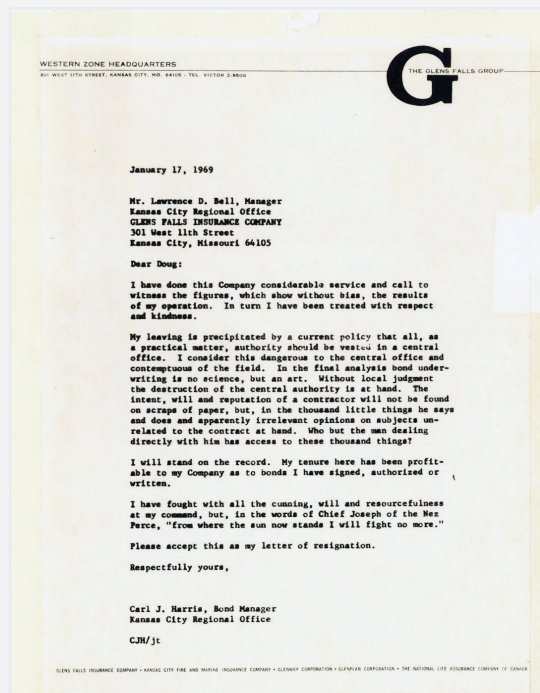 WESTERN ZONE HEADQUARTERS
301 WEST 11TH STREET, KANSAS CITY, MO. 64105 - TEL. VICTOR 2-9500
G
THE GLENS FALLS GROUP
January 17, 1969
Mr. Lawrence D. Bell, Manager
Kansas City Regional Office
GLENS FALLS INSURANCE COMPANY
301 West 11th Street
Kansas City, Missouri 64105
Dear Doug:
I have done this Company considerable service and call to
witness the figures, which show without bias, the results
of my operation. In turn I have been treated with respect
and kindness.
My leaving is precipitated by a current policy that all, as
a practical matter, authority should be vested in a central
office. I consider this dangerous to the central office and
contemptuous of the field. In the final analysis bond under-
writing is no science, but an art. Without local judgment
the destruction of the central authority is at hand. The
intent, will and reputation of a contractor will not be found
on scraps of paper, but, in the thousand little things he says
and does and apparently irrelevant opinions on subjects un-
related to the contract at hand. Who but the man dealing
directly with him has access to these thousand things?
I will stand on the record. My tenure here has been profit-
able to my Company as to bonds I have signed, authorized or
written.
I have fought with all the cunning, will and resourcefulness
at my command, but, in the words of Chief Joseph of the Nez
Perce, "from where the sun now stands I will fight no more."
Please accept this as my letter of resignation.
Respectfully yours,
Carl J. Harris, Bond Manager
Kansas City Regional Office
CJH/jt
GLENS FALLS INSURANCE COMPANY • KANSAS CITY FIRE AND MARINE INSURANCE COMPANY • GLENWAY CORPORATION • GLENPLAN CORPORATION • THE NATIONAL LIFE ASSURANCE COMPANY OF CANADA